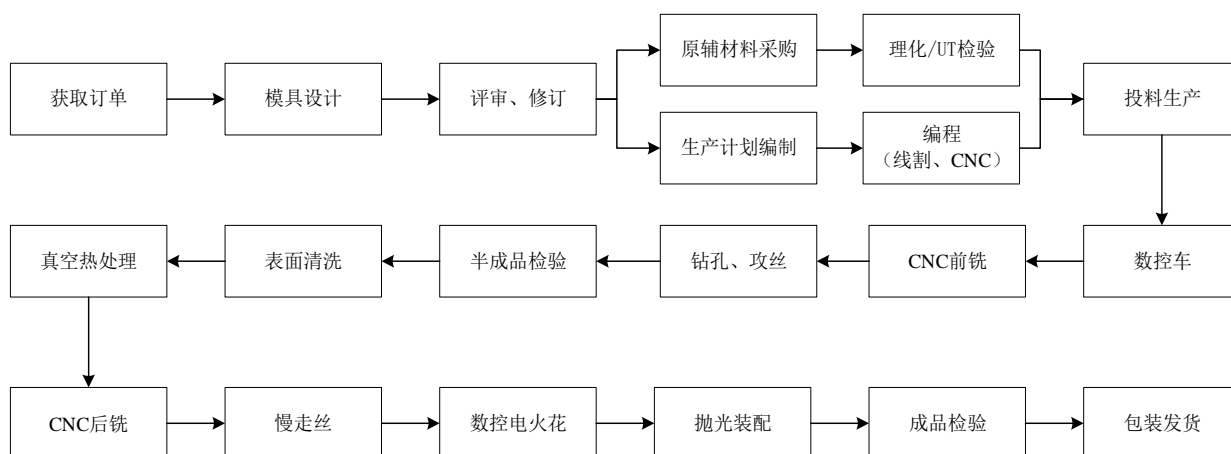 获取订单
模具设计
评审、修订
原辅材料采购
理化/UT检验
生产计划编制
编程
（线割、CNC）
投料生产
数控车
CNC前铣
钻孔、攻丝
半成品检验
表面清洗
真空热处理
CNC后铣
慢走丝
数控电火花
抛光装配
成品检验
包装发货